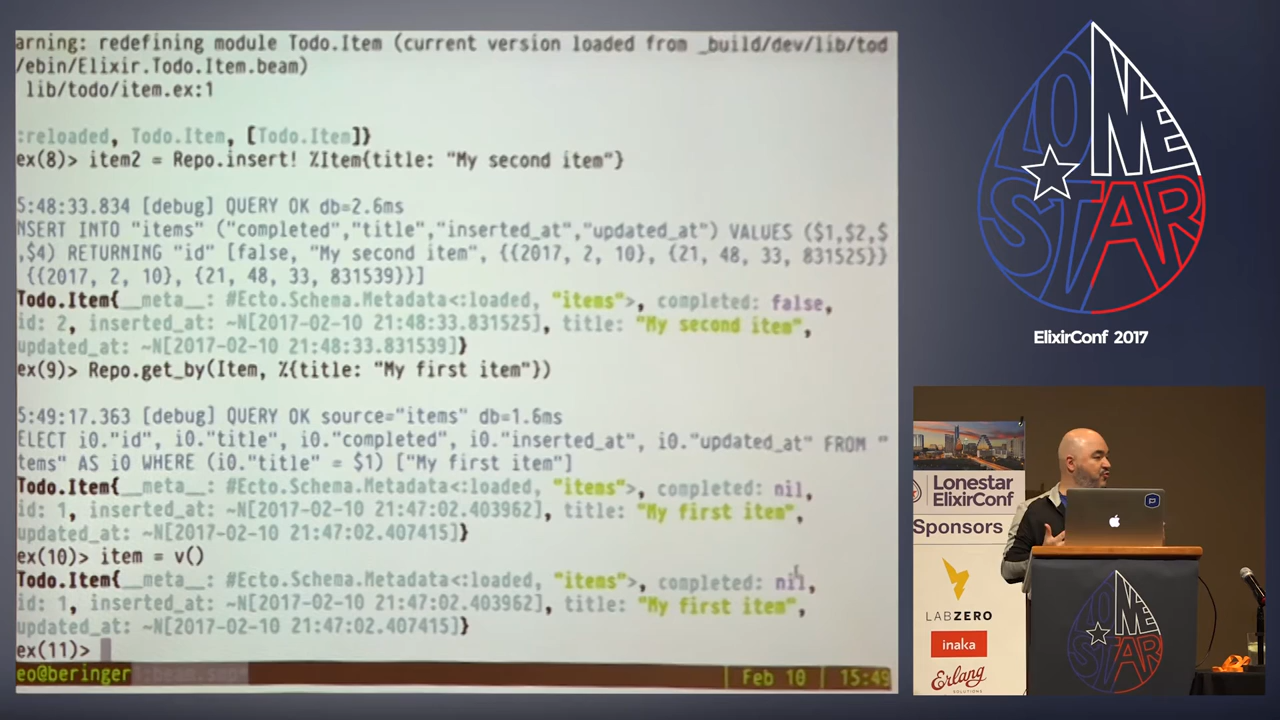 arning: redefining module Todo.Item (current version loaded from _build/dev/lib/tod
/ebin/Elixir.Todo.Item.beam)
lib/todo/item.ex:1
:reloaded, Todo.Item, [Todo.Item]}
ex(8)> item2 = Repo.insert! %Item{title: "My second item"}
5:48:33.834 [debug] QUERY OK db=2.6ms
NSERT INTO "items" ("completed","title","inserted_at","updated_at") VALUES ($1,$2,$
,$4) RETURNING "id" [false, "My second item", {{2017, 2, 10}, {21, 48, 33, 831525}}
{{2017, 2, 10}, {21, 48, 33, 831539}}]
Todo.Item{__meta__: #Ecto.Schema.Metadata<:loaded, "items">, completed: false,
id: 2, inserted_at: ~N[2017-02-10 21:48:33.831525], title: "My second item",
updated_at: ~N[2017-02-10 21:48:33.831539]}
ex(9)> Repo.get_by(Item, %{title: "My first item"})
5:49:17.363 [debug] QUERY OK source="items" db=1.6ms
ELECT i0."id", i0."title", i0."completed", i0."inserted_at", i0."updated_at" FROM "
tems" AS i0 WHERE (i0."title" = $1) ["My first item"]
Todo.Item{__meta__: #Ecto.Schema.Metadata<:loaded, "items">, completed: nil,
id: 1, inserted_at: ~N[2017-02-10 21:47:02.403962], title: "My first item",
updated_at: ~N[2017-02-10 21:47:02.407415]}
ex(10)> item = v()
Todo.Item{__meta__: #Ecto.Schema.Metadata<:loaded, "items">, completed: nil,
id: 1, inserted_at: ~N[2017-02-10 21:47:02.403962], title: "My first item",
updated_at: ~N[2017-02-10 21:47:02.407415]}
ex(11)>
eo@beringer
Feb 10 | 15:49
LONE
STAR
ElixirConf 2017
Lonestar
ElixirConf
Sponsors
LABZERO
inaka
Erlang
SOLUTIONS
LONE
STAR